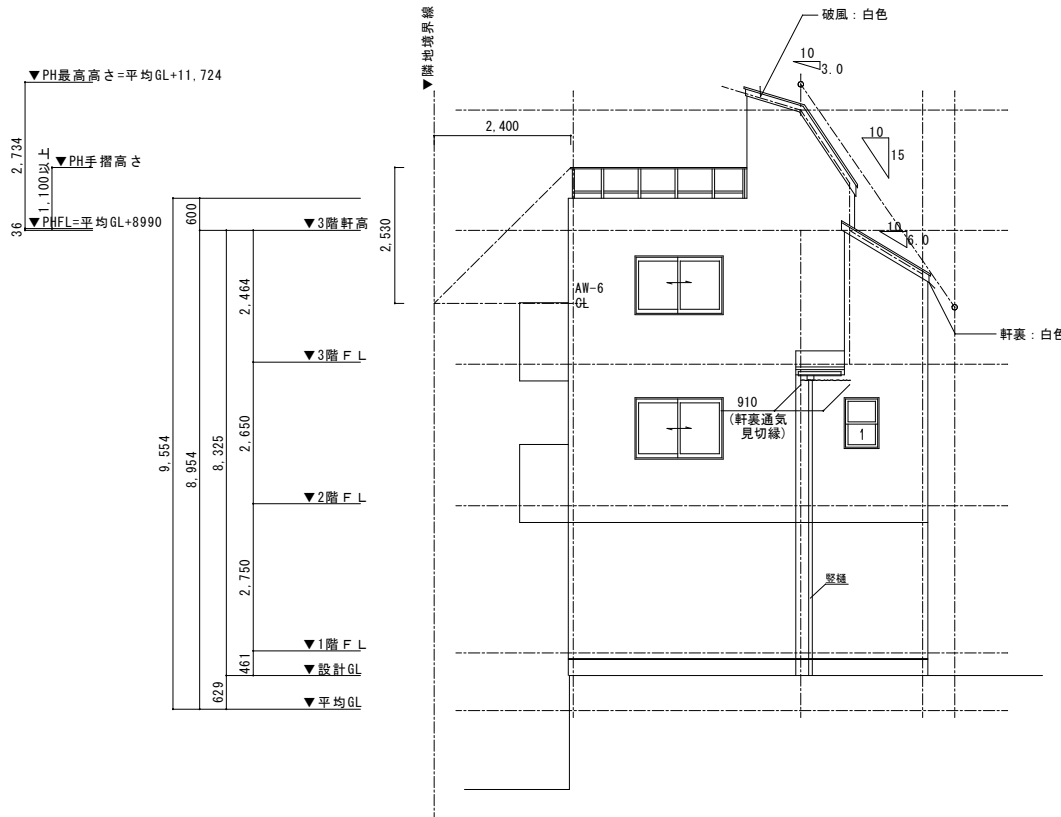 破風：白色
▼隣地境界線
10
3.0
▼PH最高高さ=平均GL+11,724
2,400
10
15
2,734
1,100以上
▼PH手摺高さ
36
▼PHFL=平均GL+8990
600
▼3階軒高
2,530
10
6.0
2,464
AW-6
CL
軒裏：白色
▼3階ＦＬ
910
(軒裏通気
見切縁)
1
9,554
8,954
8,325
2,650
▼2階ＦＬ
2,750
竪樋
▼1階ＦＬ
461
▼設計GL
629
▼平均GL